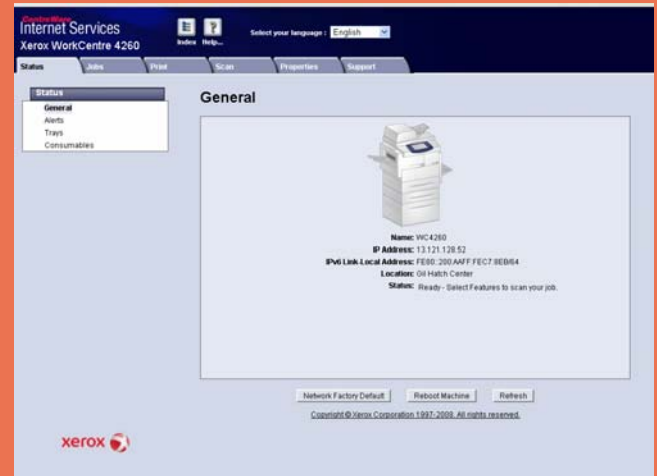 CentreWare
Internet Services
Xerox WorkCentre 4260
Index Help...
Select your language : English
Status Jobs Print Scan Properties Support
Status
General
Alerts
Trays
Consumables
General
Name: WC4260
IP Address: 13.121.128.52
IPv6 Link-Local Address: FE80::200:AAFF:FEC7:8EB/64
Location: Gil Hatch Center
Status: Ready - Select Features to scan your job.
Network Factory Default Reboot Machine Refresh
Copyright © Xerox Corporation 1997-2008. All rights reserved.
xerox